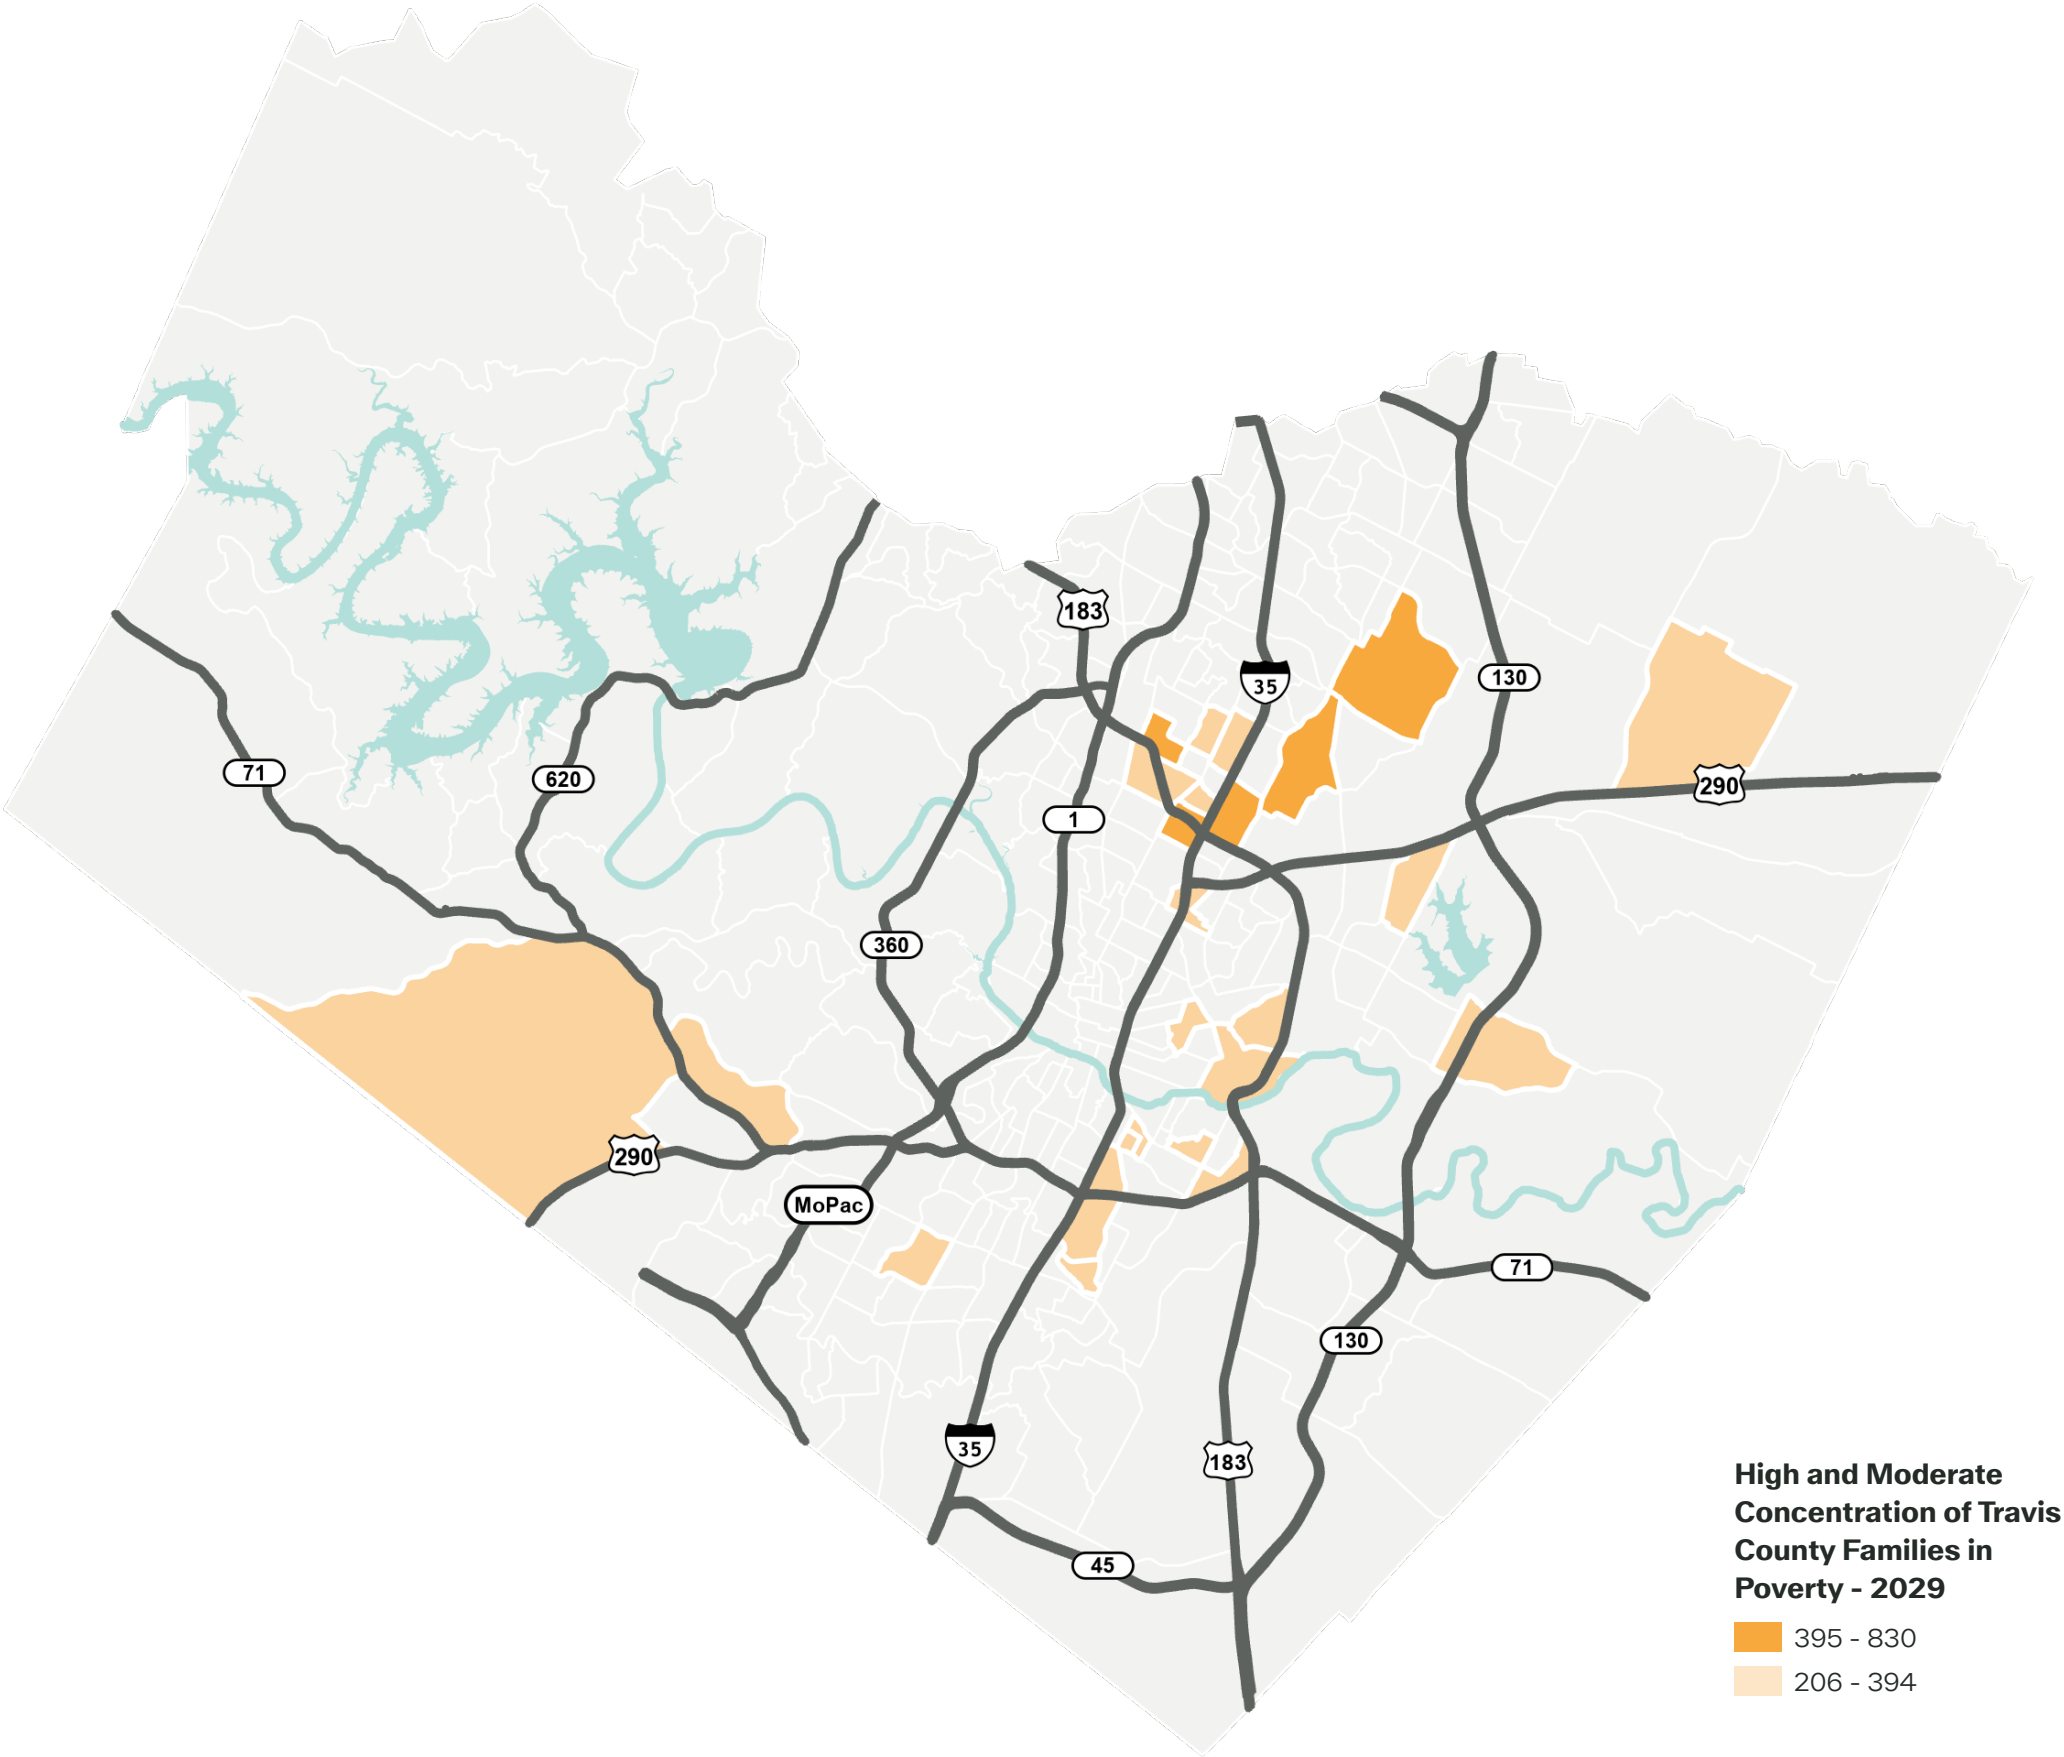 183
35
130
71
620
290
1
360
290
MoPac
71
130
35
183
45
High and Moderate
Concentration of Travis
County Families in
Poverty - 2029
395 - 830
206 - 394